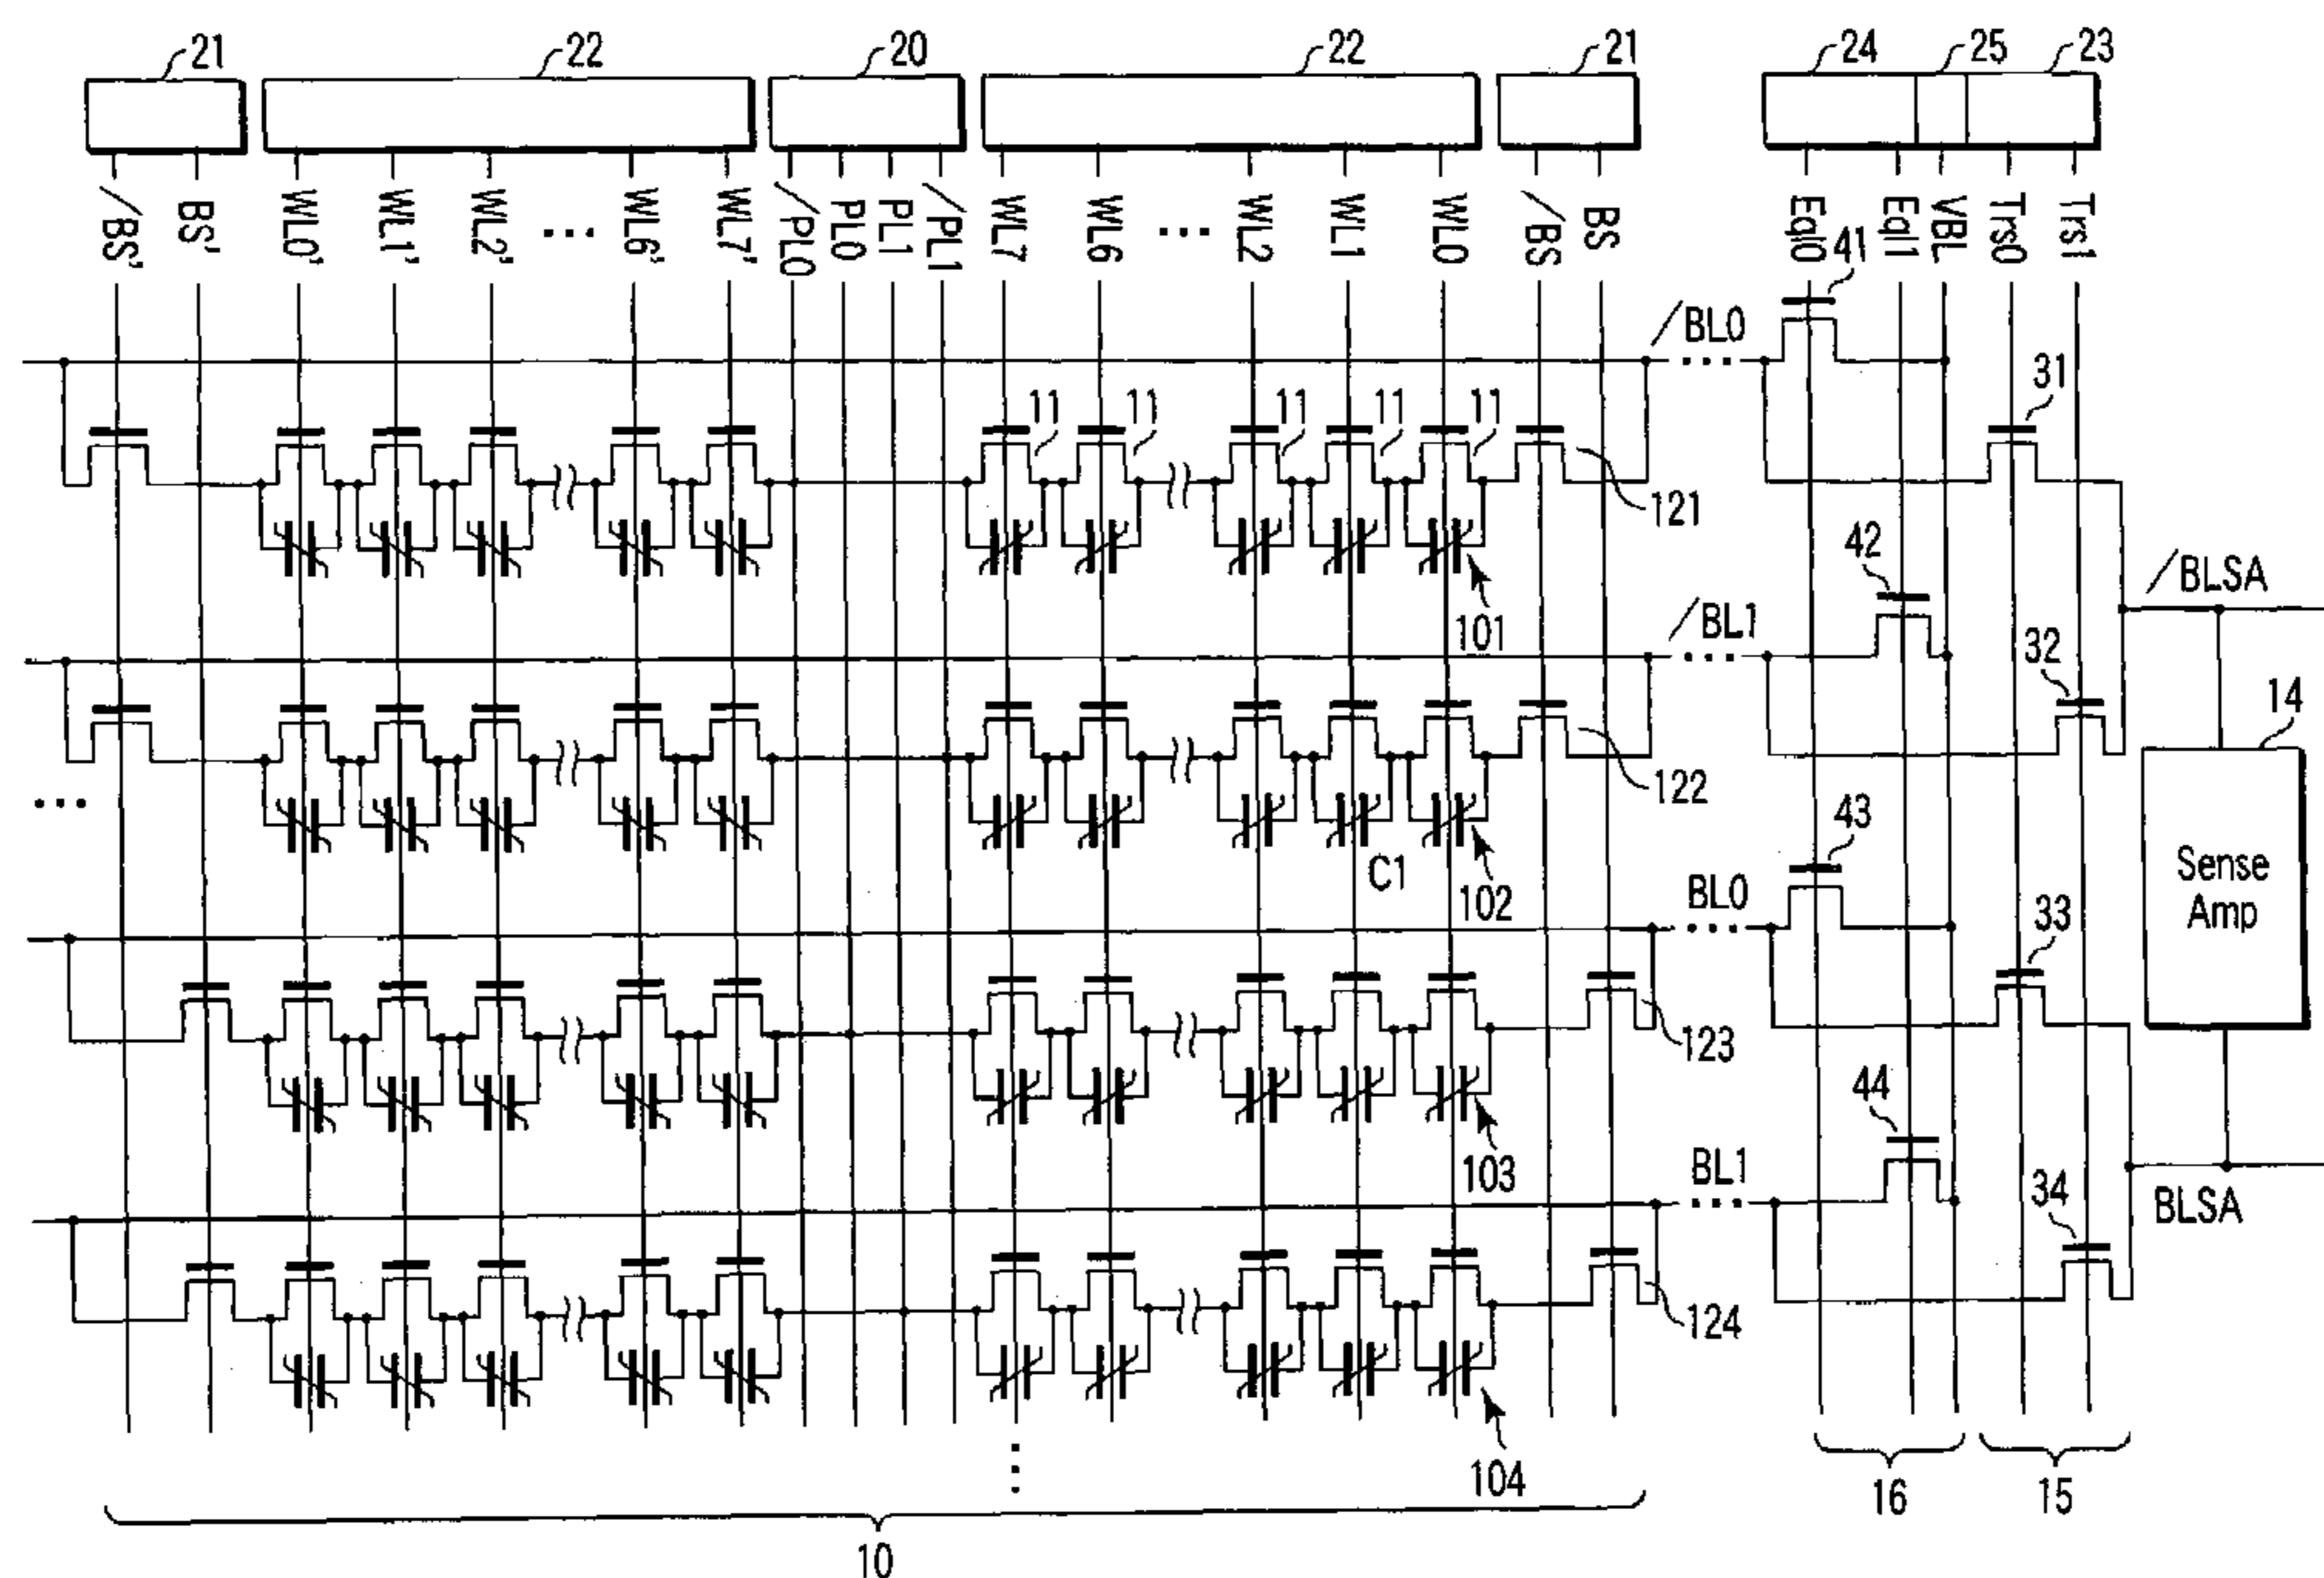 21 22 20 22 21 24 25 23
/BS' BS' WL0' WL1' WL2' ... WL6' WL7' /PL0 PL0 PL1 /PL1 WL7 WL6 ... WL2 WL1 WL0 /BS BS Eql0 Eql1 VBL Trs0 Trs1
41
/BL0 ...
31
11 11 11 11 11
121
42
/BLSA
101
/BL1
...
32
14
122
...
43
C1
102
BL0
...
Sense
Amp
33
123
44
103
BL1
...
34
BLSA
124
104
16 15
10